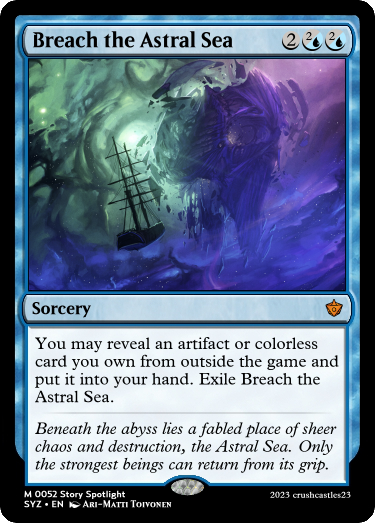 Breach the Astral Sea 2 2 2
Sorcery
You may reveal an artifact or colorless
card you own from outside the game and
put it into your hand. Exile Breach the
Astral Sea.
Beneath the abyss lies a fabled place of sheer
chaos and destruction, the Astral Sea. Only
the strongest beings can return from its grip.
M 0052 Story Spotlight
SYZ • EN Ari-Matti Toivonen
2023 crushcastles23